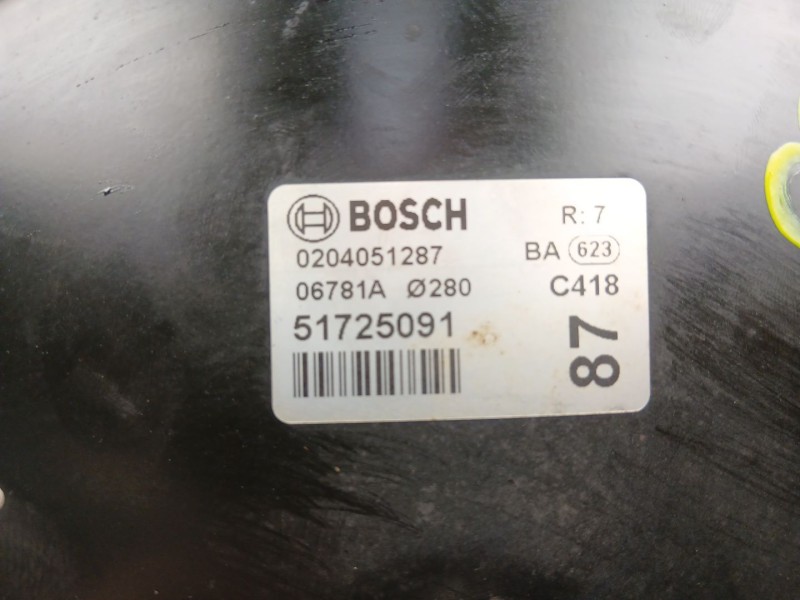 BOSCH R: 7
0204051287 BA 623
06781A Ø280 C418
51725091
87